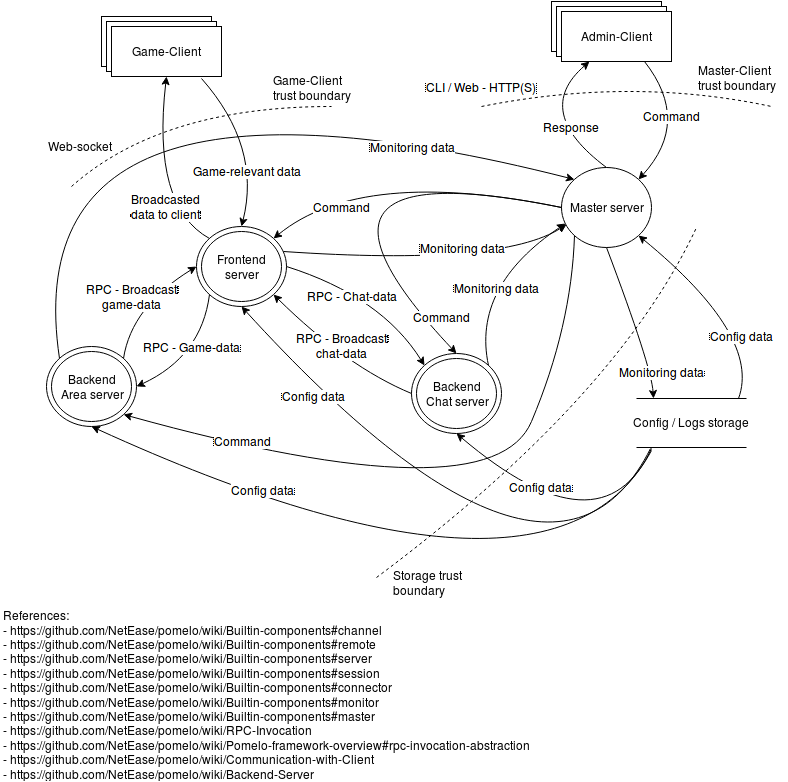 Game-Client
Admin-Client
Game-Client
trust boundary
CLI / Web - HTTP(S)
Master-Client
trust boundary
Web-socket
Monitoring data
Response
Command
Game-relevant data
Broadcasted
data to client
Command
Master server
Frontend
server
Monitoring data
RPC - Broadcast
game-data
RPC - Chat-data
Monitoring data
Command
RPC - Game-data
RPC - Broadcast
chat-data
Config data
Monitoring data
Backend
Area server
Config data
Backend
Chat server
Config / Logs storage
Command
Config data
Config data
Storage trust
boundary
References:
- https://github.com/NetEase/pomelo/wiki/Builtin-components#channel
- https://github.com/NetEase/pomelo/wiki/Builtin-components#remote
- https://github.com/NetEase/pomelo/wiki/Builtin-components#server
- https://github.com/NetEase/pomelo/wiki/Builtin-components#session
- https://github.com/NetEase/pomelo/wiki/Builtin-components#connector
- https://github.com/NetEase/pomelo/wiki/Builtin-components#monitor
- https://github.com/NetEase/pomelo/wiki/Builtin-components#master
- https://github.com/NetEase/pomelo/wiki/RPC-Invocation
- https://github.com/NetEase/pomelo/wiki/Pomelo-framework-overview#rpc-invocation-abstraction
- https://github.com/NetEase/pomelo/wiki/Communication-with-Client
- https://github.com/NetEase/pomelo/wiki/Backend-Server